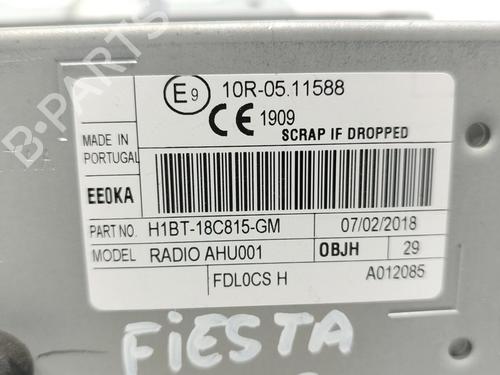 E9 10R-05.11588
CE 1909
SCRAP IF DROPPED
MADE IN
PORTUGAL
EE0KA
PART NO. H1BT-18C815-GM 07/02/2018
MODEL RADIO AHU001 OBJH 29
FDL0CS H A012085
FiESTA
B-PARTS